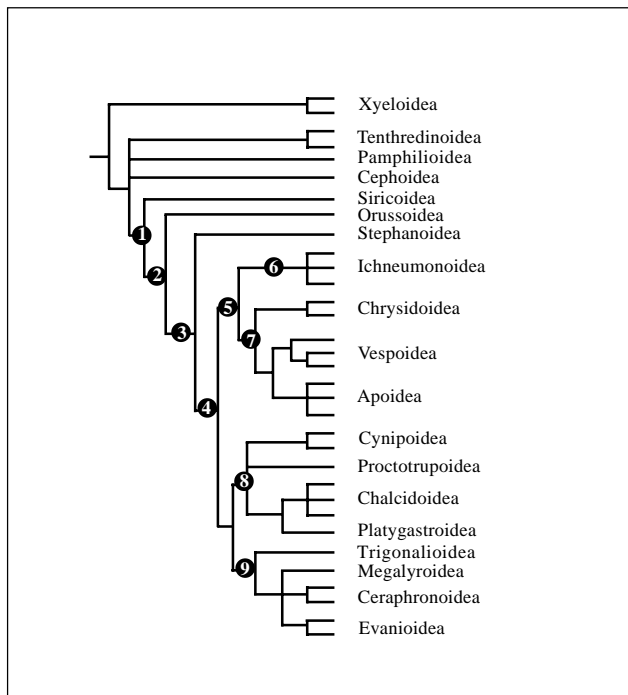 Xyeloidea
Tenthredinoidea
Pamphilioidea
Cephoidea
Siricoidea
1
Orussoidea
Stephanoidea
2
6
Ichneumonoidea
5
Chrysidoidea
3
7
Vespoidea
Apoidea
4
Cynipoidea
Proctotrupoidea
8
Chalcidoidea
Platygastroidea
Trigonalioidea
9
Megalyroidea
Ceraphronoidea
Evanioidea